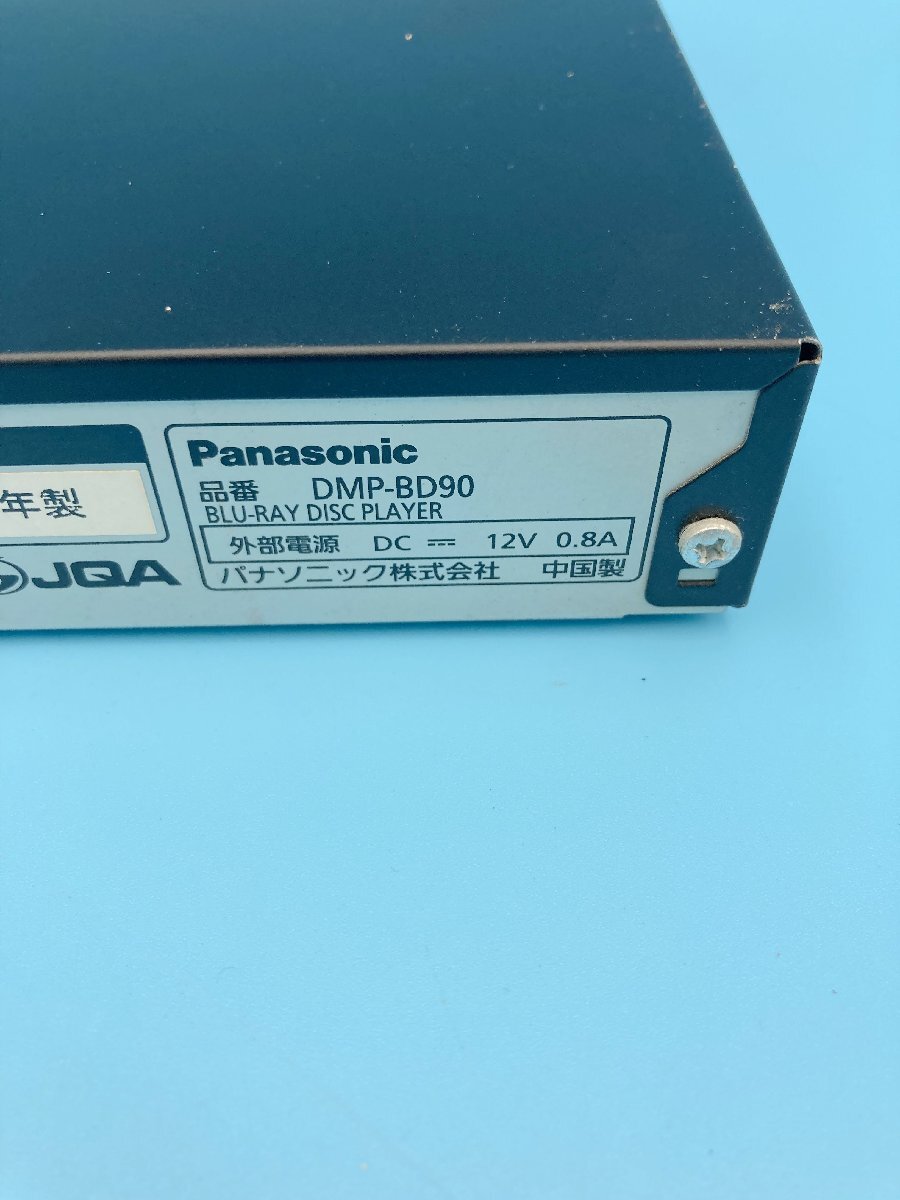 Panasonic
品番 DMP-BD90
BLU-RAY DISC PLAYER
外部電源 DC ⎓ 12V 0.8A
パナソニック株式会社 中国製
年製
JQA